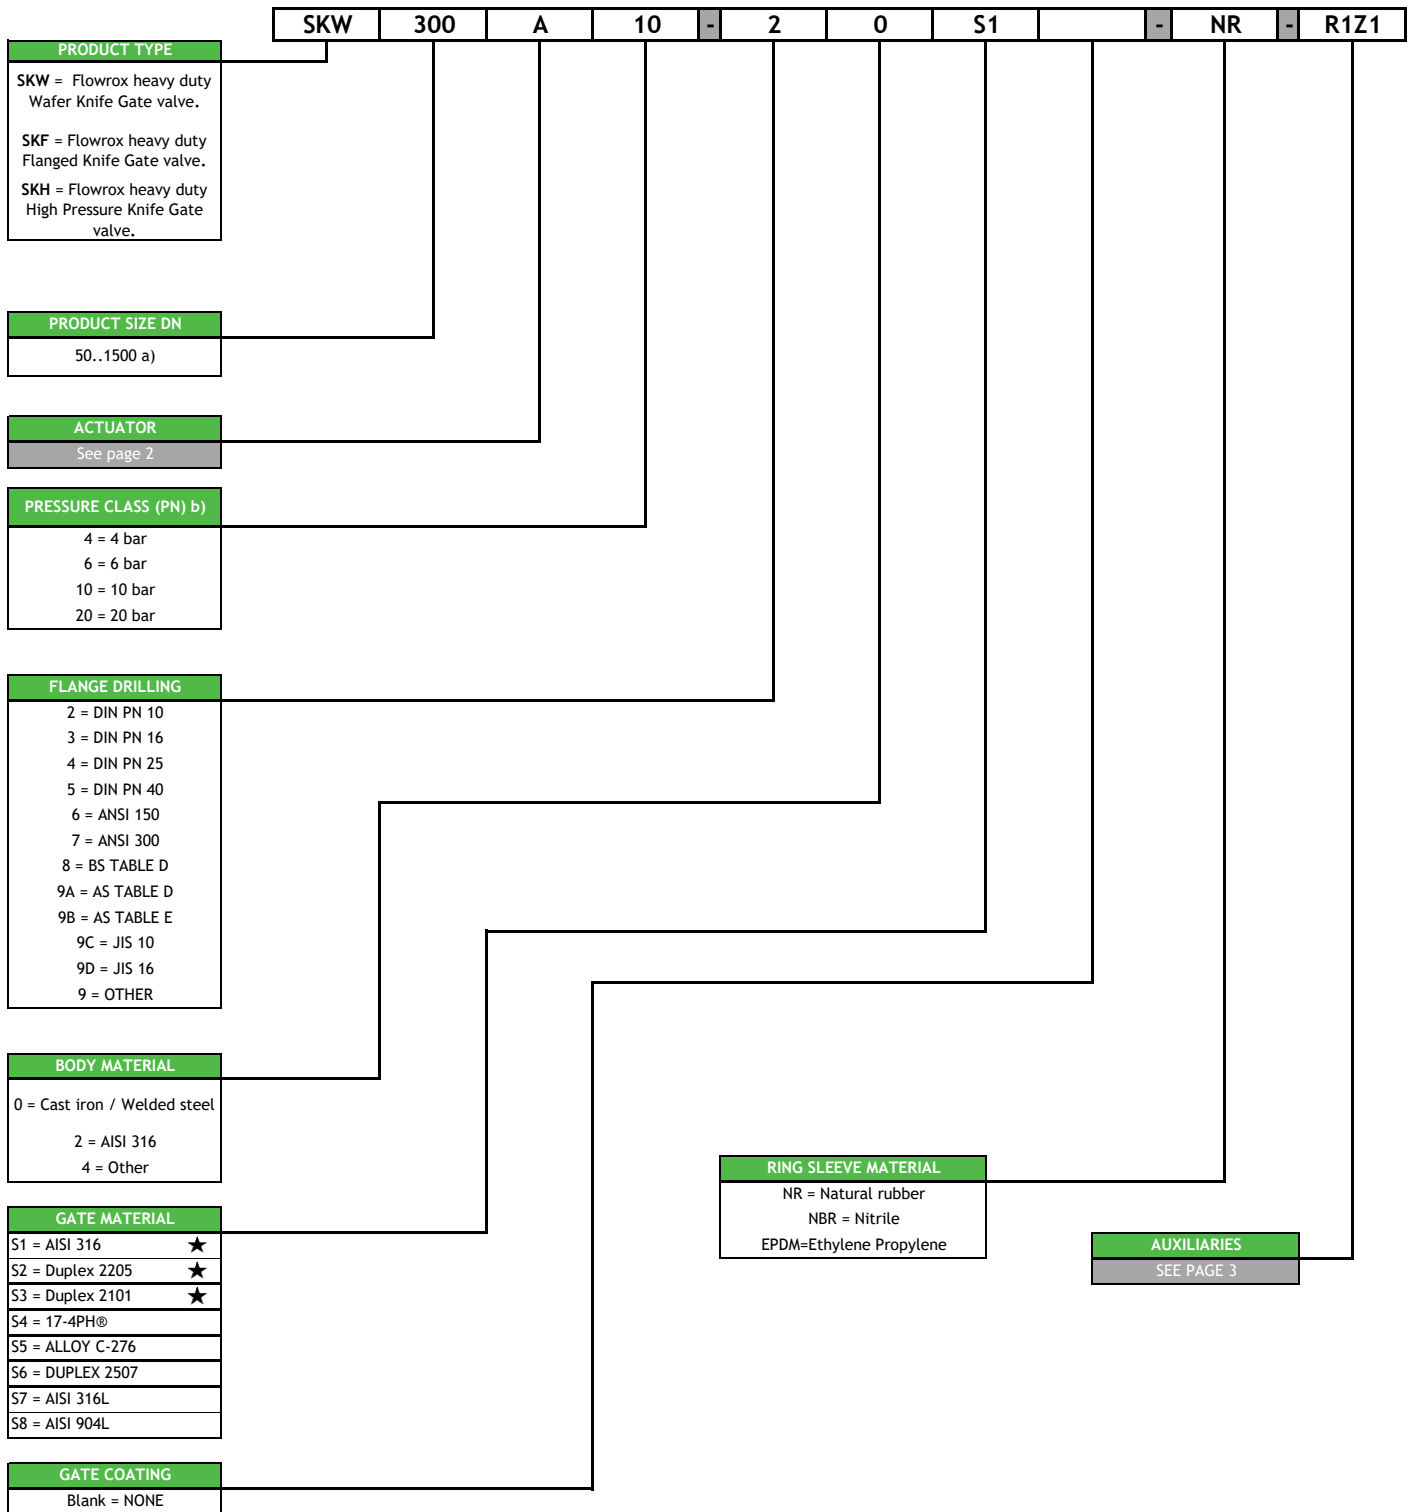 SKW 300 A 10 - 2 0 S1 - NR - R1Z1
PRODUCT TYPE
SKW = Flowrox heavy duty
Wafer Knife Gate valve.
SKF = Flowrox heavy duty
Flanged Knife Gate valve.
SKH = Flowrox heavy duty
High Pressure Knife Gate
valve.
PRODUCT SIZE DN
50..1500 a)
ACTUATOR
See page 2
PRESSURE CLASS (PN) b)
4 = 4 bar
6 = 6 bar
10 = 10 bar
20 = 20 bar
FLANGE DRILLING
2 = DIN PN 10
3 = DIN PN 16
4 = DIN PN 25
5 = DIN PN 40
6 = ANSI 150
7 = ANSI 300
8 = BS TABLE D
9A = AS TABLE D
9B = AS TABLE E
9C = JIS 10
9D = JIS 16
9 = OTHER
BODY MATERIAL
0 = Cast iron / Welded steel
2 = AISI 316
4 = Other
GATE MATERIAL
S1 = AISI 316 ★
S2 = Duplex 2205 ★
S3 = Duplex 2101 ★
S4 = 17-4PH®
S5 = ALLOY C-276
S6 = DUPLEX 2507
S7 = AISI 316L
S8 = AISI 904L
GATE COATING
Blank = NONE
RING SLEEVE MATERIAL
NR = Natural rubber
NBR = Nitrile
EPDM=Ethylene Propylene
AUXILIARIES
SEE PAGE 3